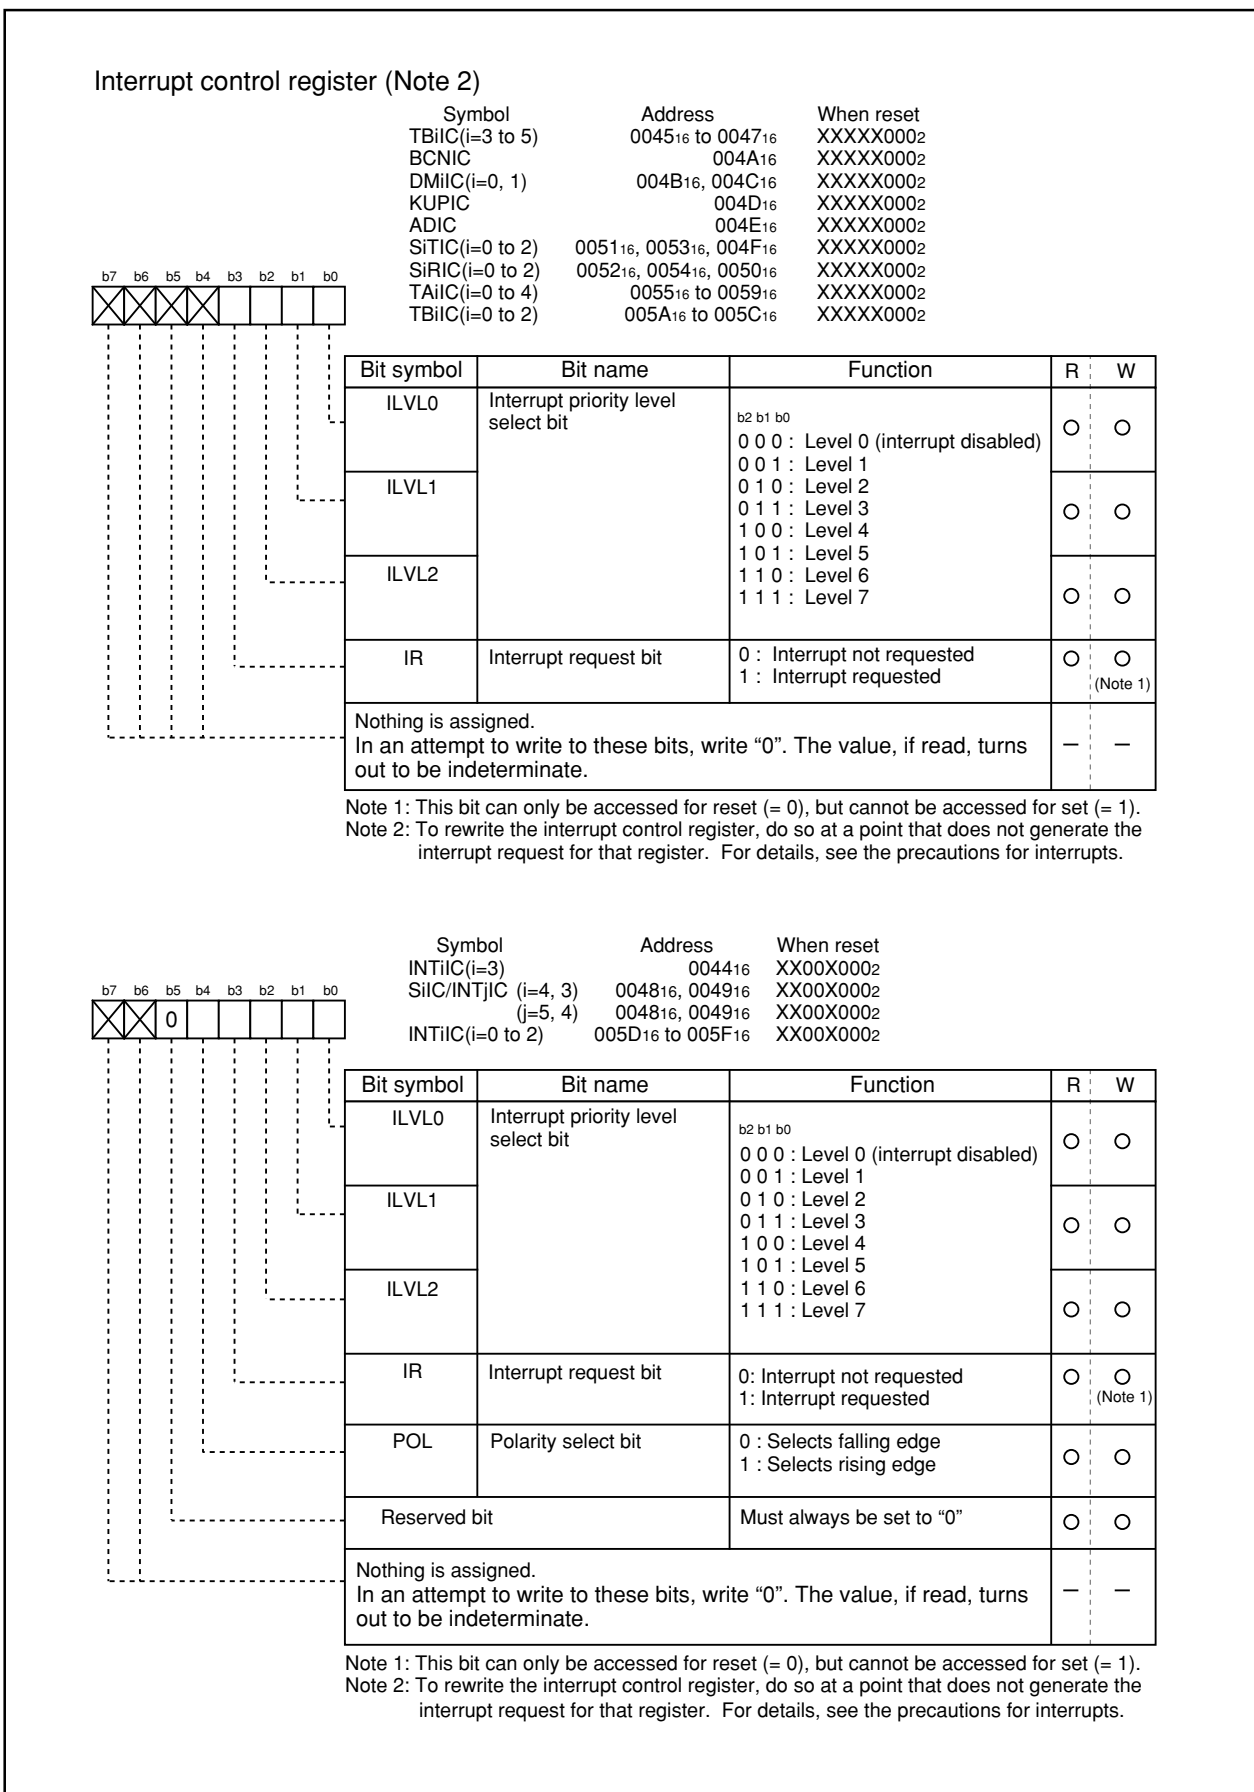 Interrupt control register (Note 2)
Symbol Address When reset
TBiIC(i=3 to 5) 004516 to 004716 XXXXX0002
BCNIC 004A16 XXXXX0002
DMiIC(i=0, 1) 004B16, 004C16 XXXXX0002
KUPIC 004D16 XXXXX0002
ADIC 004E16 XXXXX0002
SiTIC(i=0 to 2) 005116, 005316, 004F16 XXXXX0002
SiRIC(i=0 to 2) 005216, 005416, 005016 XXXXX0002
TAiIC(i=0 to 4) 005516 to 005916 XXXXX0002
TBiIC(i=0 to 2) 005A16 to 005C16 XXXXX0002
b7 b6 b5 b4 b3 b2 b1 b0
Bit symbol Bit name Function R W
ILVL0 Interrupt priority level
select bit
b2 b1 b0
0 0 0 : Level 0 (interrupt disabled)
0 0 1 : Level 1
ILVL1 0 1 0 : Level 2
0 1 1 : Level 3
1 0 0 : Level 4
1 0 1 : Level 5
ILVL2 1 1 0 : Level 6
1 1 1 : Level 7
IR Interrupt request bit 0 : Interrupt not requested
1 : Interrupt requested (Note 1)
Nothing is assigned.
In an attempt to write to these bits, write “0”. The value, if read, turns – –
out to be indeterminate.
Note 1: This bit can only be accessed for reset (= 0), but cannot be accessed for set (= 1).
Note 2: To rewrite the interrupt control register, do so at a point that does not generate the
interrupt request for that register. For details, see the precautions for interrupts.
Symbol Address When reset
INTiIC(i=3) 004416 XX00X0002
SiIC/INTjIC (i=4, 3) 004816, 004916 XX00X0002
(j=5, 4) 004816, 004916 XX00X0002
INTiIC(i=0 to 2) 005D16 to 005F16 XX00X0002
b7 b6 b5 b4 b3 b2 b1 b0
0
Bit symbol Bit name Function R W
ILVL0 Interrupt priority level
select bit
b2 b1 b0
0 0 0 : Level 0 (interrupt disabled)
0 0 1 : Level 1
ILVL1 0 1 0 : Level 2
0 1 1 : Level 3
1 0 0 : Level 4
1 0 1 : Level 5
ILVL2 1 1 0 : Level 6
1 1 1 : Level 7
IR Interrupt request bit 0: Interrupt not requested
1: Interrupt requested (Note 1)
POL Polarity select bit 0 : Selects falling edge
1 : Selects rising edge
Reserved bit Must always be set to “0”
Nothing is assigned.
In an attempt to write to these bits, write “0”. The value, if read, turns – –
out to be indeterminate.
Note 1: This bit can only be accessed for reset (= 0), but cannot be accessed for set (= 1).
Note 2: To rewrite the interrupt control register, do so at a point that does not generate the
interrupt request for that register. For details, see the precautions for interrupts.